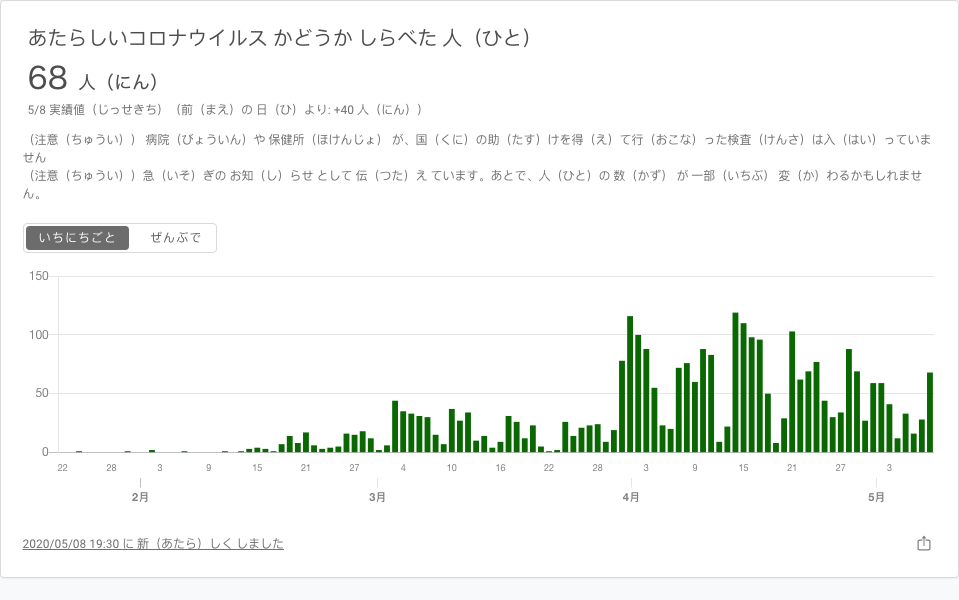 あたらしいコロナウイルス かどうか しらべた 人（ひと）
68 人（にん）
5/8 実績値（じっせきち）（前（まえ）の 日（ひ）より: +40 人（にん））
（注意（ちゅうい）） 病院（びょういん）や 保健所（ほけんじょ） が、国（くに）の助（たす）けを得（え）て行（おこな）った検査（けんさ）は入（はい）っていま
せん
（注意（ちゅうい））急（いそ）ぎの お知（し）らせ として 伝（つた）え ています。あとで、人（ひと）の 数（かず） が 一部（いちぶ） 変（か）わるかもしれませ
ん。
いちにちごと ぜんぶで
150
100
50
0
22 28 3 9 15 21 27 4 10 16 22 28 3 9 15 21 27 3
2月 3月 4月 5月
2020/05/08 19:30 に 新（あたら）しく しました